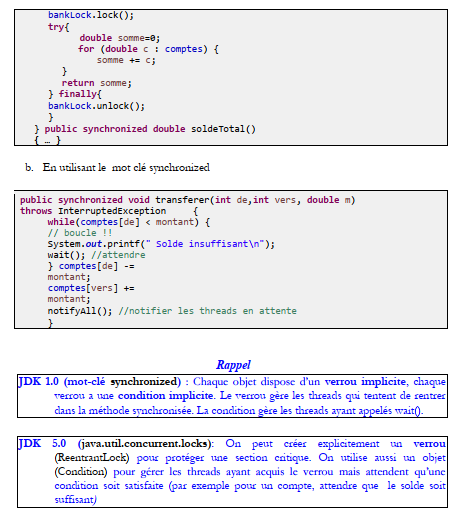 bankLock.lock();
try{
double somme=0;
for (double c : comptes) {
somme += c;
}
return somme;
} finally{
bankLock.unlock();
}
} public synchronized double soldeTotal()
{ … }
b. En utilisant le mot clé synchronized
public synchronized void transferer(int de,int vers, double m)
throws InterruptedException {
while(comptes[de] < montant) {
// boucle !!
System.out.printf(" Solde insuffisant\n");
wait(); //attendre
} comptes[de] -=
montant;
comptes[vers] +=
montant;
notifyAll(); //notifier les threads en attente
}
Rappel
JDK 1.0 (mot-clé synchronized) : Chaque objet dispose d'un verrou implicite, chaque
verrou a une condition implicite. Le verrou gère les threads qui tentent de rentrer
dans la méthode synchronisée. La condition gère les threads ayant appelés wait().
JDK 5.0 (java.util.concurrent.locks): On peut créer explicitement un verrou
(ReentrantLock) pour protéger une section critique. On utilise aussi un objet
(Condition) pour gérer les threads ayant acquis le verrou mais attendent qu'une
condition soit satisfaite (par exemple pour un compte, attendre que le solde soit
suffisant)